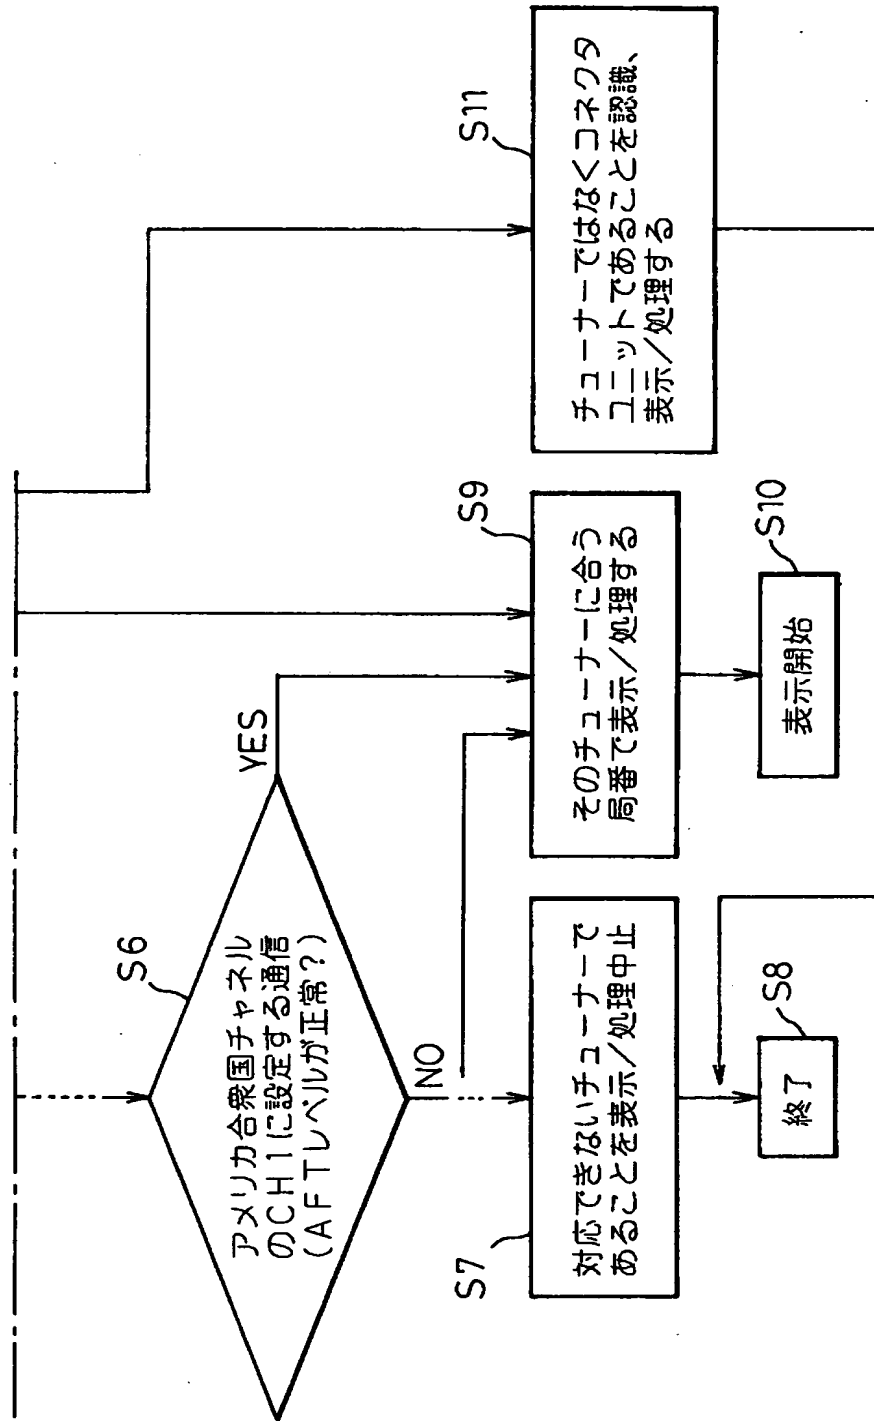 S6
アメリカ合衆国チャネル
のCH1に設定する通信
(AFTレベルが正常?)
YES
NO
S7
対応できないチューナーで
あることを表示/処理中止
S8
終了
S9
そのチューナーに合う
局番で表示/処理する
S10
表示開始
S11
チューナーではなくコネクタ
ユニットであることを認識、
表示/処理する